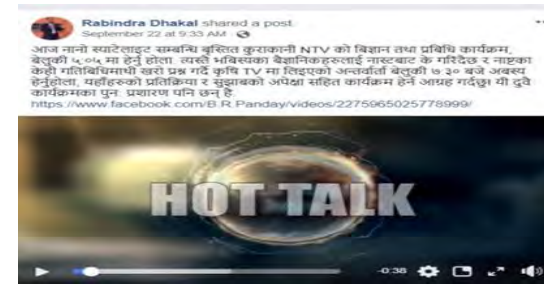 Rabindra Dhakal shared a post.
September 22 at 9:33 AM
आज नानो स्याटेलाइट सम्बन्धि बृस्तित कुराकानी NTV को बिज्ञान तथा प्रबिधि कार्यक्रम,
बेलुकी ५:०५ मा हेर्नु होला. त्यस्तै भबिस्यका बैज्ञानिकहरुलाई नास्टबाट के गरिदैछ र नाष्टका
केही गतिबिधिमाथी खरो प्रश्न गर्दै कृषि TV मा लिइएको अन्तर्वार्ता बेलुकी ७:३० बजे अबस्य
हेर्नुहोला, यहाँहरुको प्रतिक्रिया र सुझाबको अपेक्षा सहित कार्यक्रम हेर्न आग्रह गर्दछु। यी दुवै
कार्यक्रमका पुन: प्रशारण पनि छन् है.
https://www.facebook.com/B.R.Panday/videos/2275965025778999/
HOT TALK
-0:38